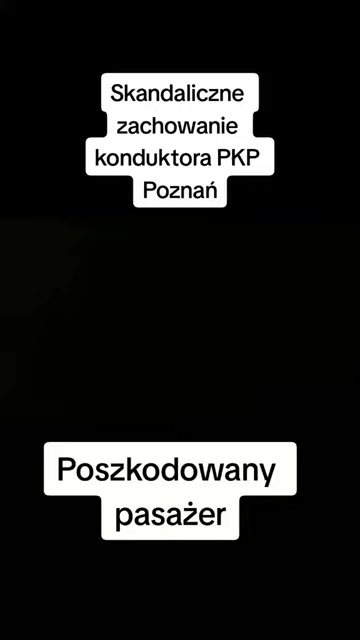 Skandaliczne
zachowanie
konduktora PKP
Poznań
Poszkodowany
pasażer